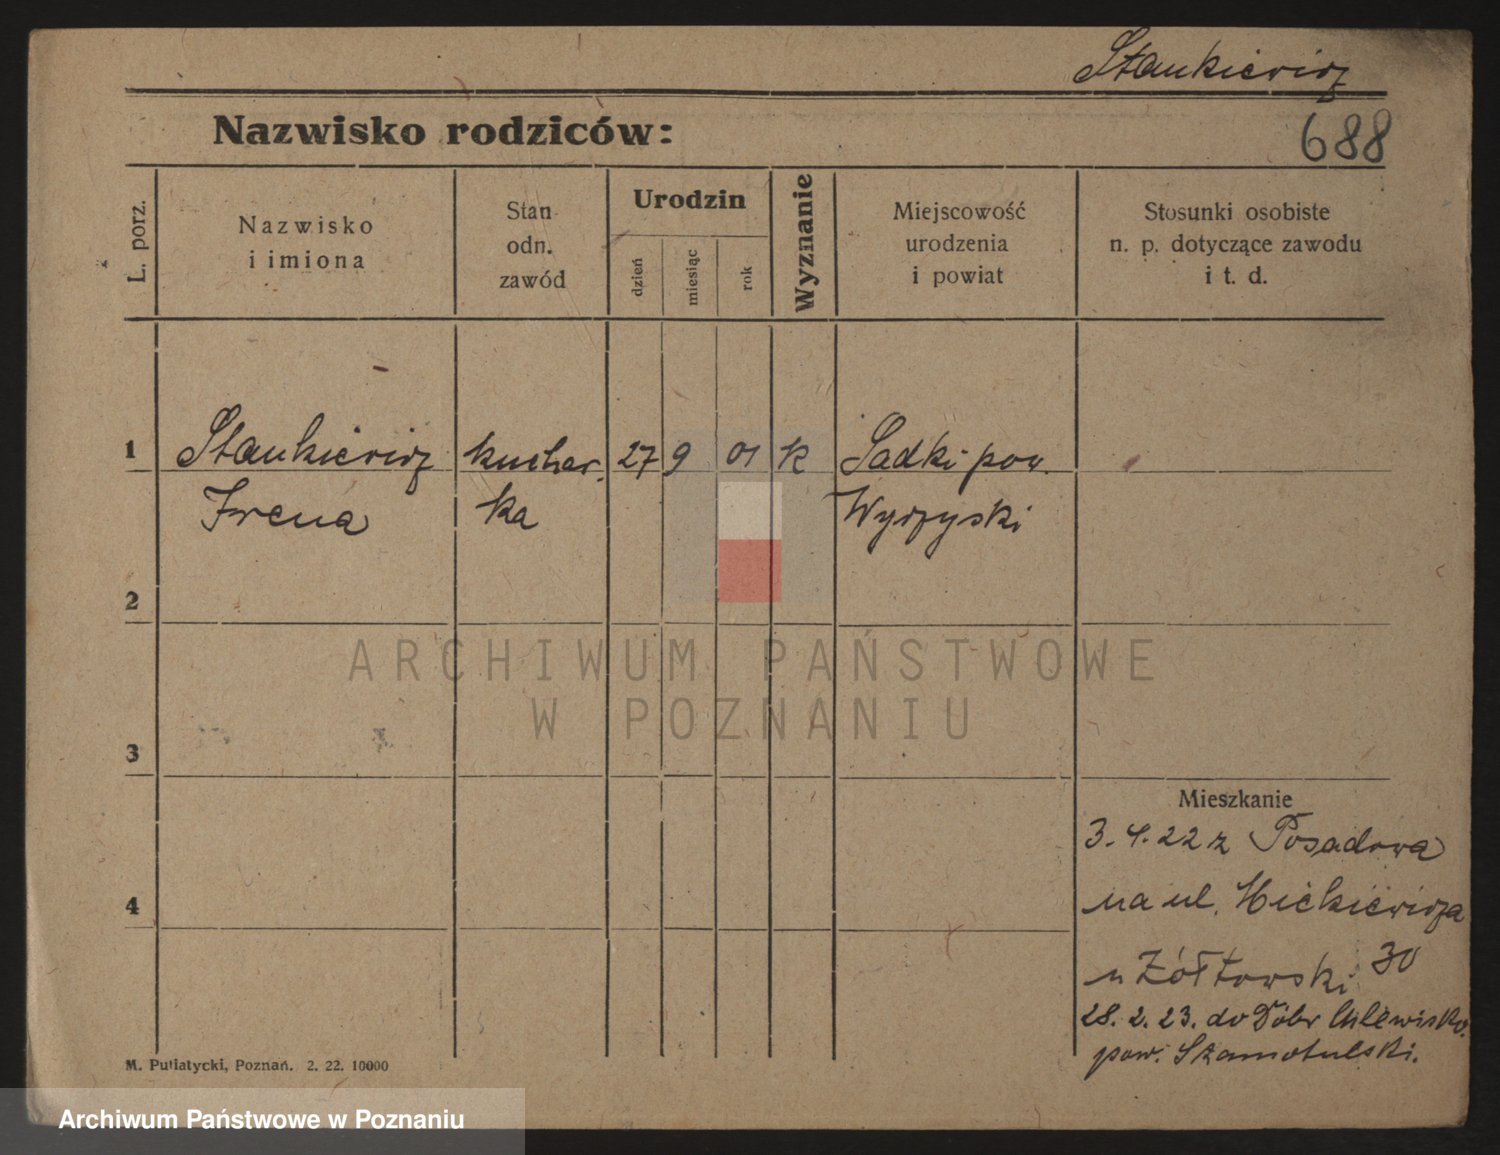 Stankiewicz
Nazwisko rodziców:
688
L. porz.
Nazwisko
i imiona
Stan
odn.
zawód
Urodzin
dzień
miesiąc
rok
Wyznanie
Miejscowość
urodzenia
i powiat
Stosunki osobiste
n. p. dotyczące zawodu
i t. d.
1 Stankiewicz kuchar. 27 9 01 k Sadki pow.
Irena ka Wyrzyski
2
ARCHIWUM PAŃSTWOWE
W POZNANIU
3
Mieszkanie
3. 4. 22 z Posadowa
na ul. Mickiewicza
4
u Żółtowski 30
28. 2. 23. do Dóbr
pow. Szamotulski.
M. Putiatycki, Poznań. 2. 22. 10000
Archiwum Państwowe w Poznaniu